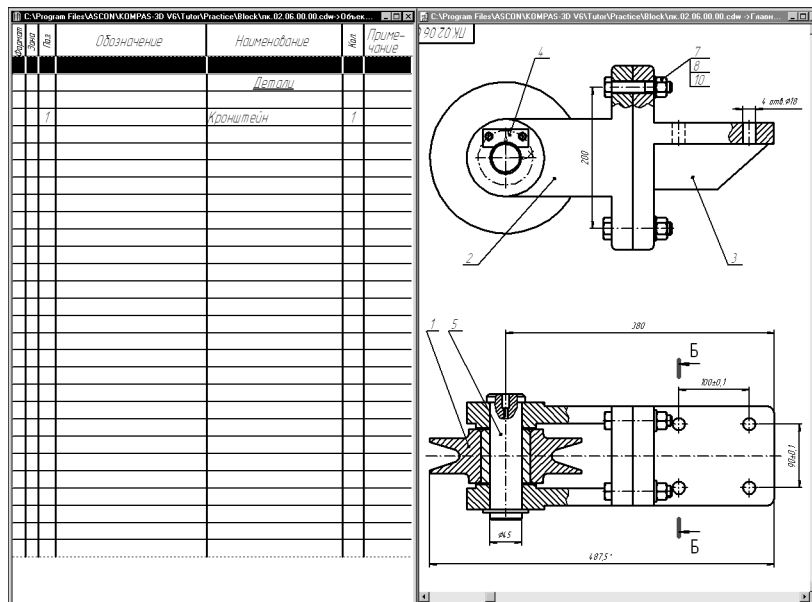 C:\Program Files\ASCON\KOMPAS-3D V6\Tutor\Practice\Block\пк.02.06.00.00.cdw->Объек....
Формат
Зона
Поз.
Обозначение
Наименование
Кол.
Приме-
чание
Детали
1 Кронштейн 1
C:\Program Files\ASCON\KOMPAS-3D V6\Tutor\Practice\Block\пк.02.06.00.00.cdw ->Главн....
4
7
8
10
4 отв.⌀18
200
2
3
1 5
380
Б
100±0,1
90±0,1
⌀45
Б
487,5*